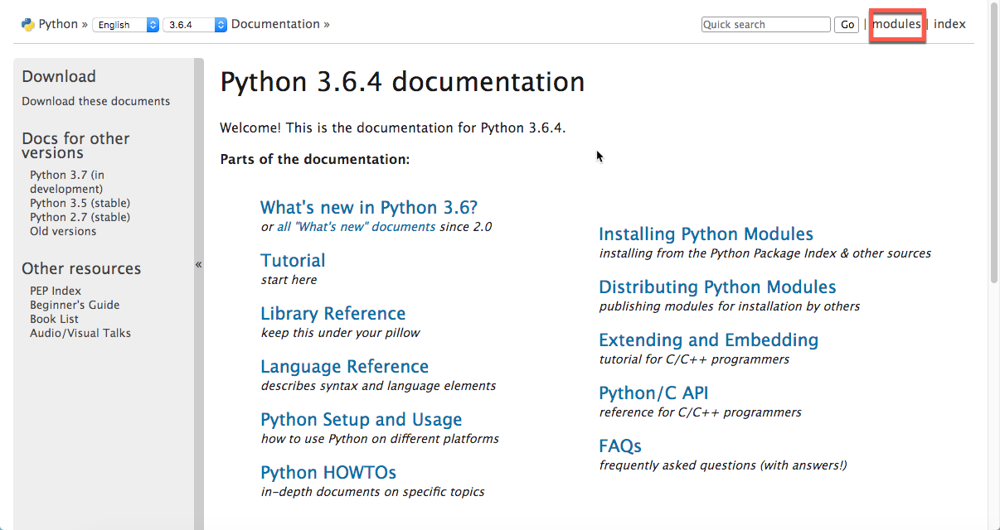 Python » English 3.6.4 Documentation » Quick search Go | modules | index
Download
Download these documents
Docs for other
versions
Python 3.7 (in
development)
Python 3.5 (stable)
Python 2.7 (stable)
Old versions
Other resources
PEP Index
Beginner's Guide
Book List
Audio/Visual Talks
«
Python 3.6.4 documentation
Welcome! This is the documentation for Python 3.6.4.
Parts of the documentation:
What's new in Python 3.6?
or all "What's new" documents since 2.0
Tutorial
start here
Library Reference
keep this under your pillow
Language Reference
describes syntax and language elements
Python Setup and Usage
how to use Python on different platforms
Python HOWTOs
in-depth documents on specific topics
Installing Python Modules
installing from the Python Package Index & other sources
Distributing Python Modules
publishing modules for installation by others
Extending and Embedding
tutorial for C/C++ programmers
Python/C API
reference for C/C++ programmers
FAQs
frequently asked questions (with answers!)